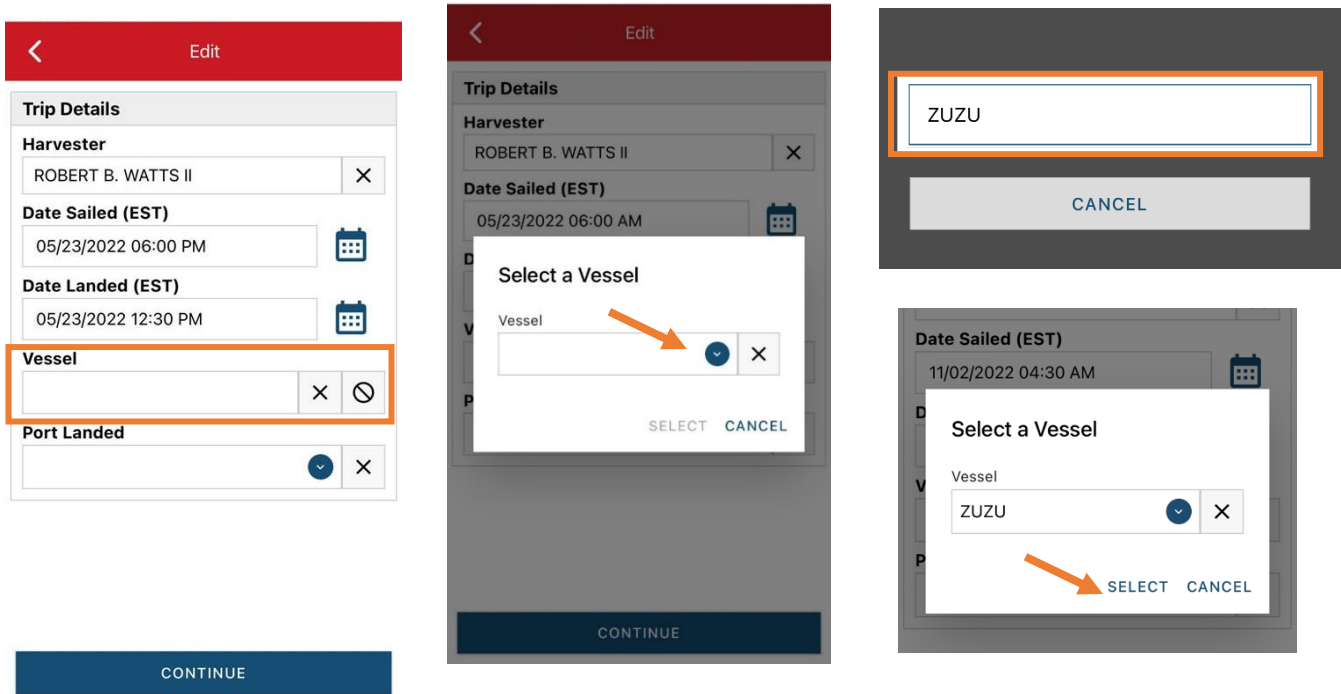 Edit
Trip Details
Harvester
ROBERT B. WATTS II
Date Sailed (EST)
05/23/2022 06:00 PM
Date Landed (EST)
05/23/2022 12:30 PM
Vessel
Port Landed
CONTINUE
Edit
Trip Details
Harvester
ROBERT B. WATTS II
Date Sailed (EST)
05/23/2022 06:00 AM
D
Select a Vessel
V
Vessel
P
SELECT CANCEL
CONTINUE
ZUZU
CANCEL
Date Sailed (EST)
11/02/2022 04:30 AM
D
Select a Vessel
V
Vessel
ZUZU
P
SELECT CANCEL